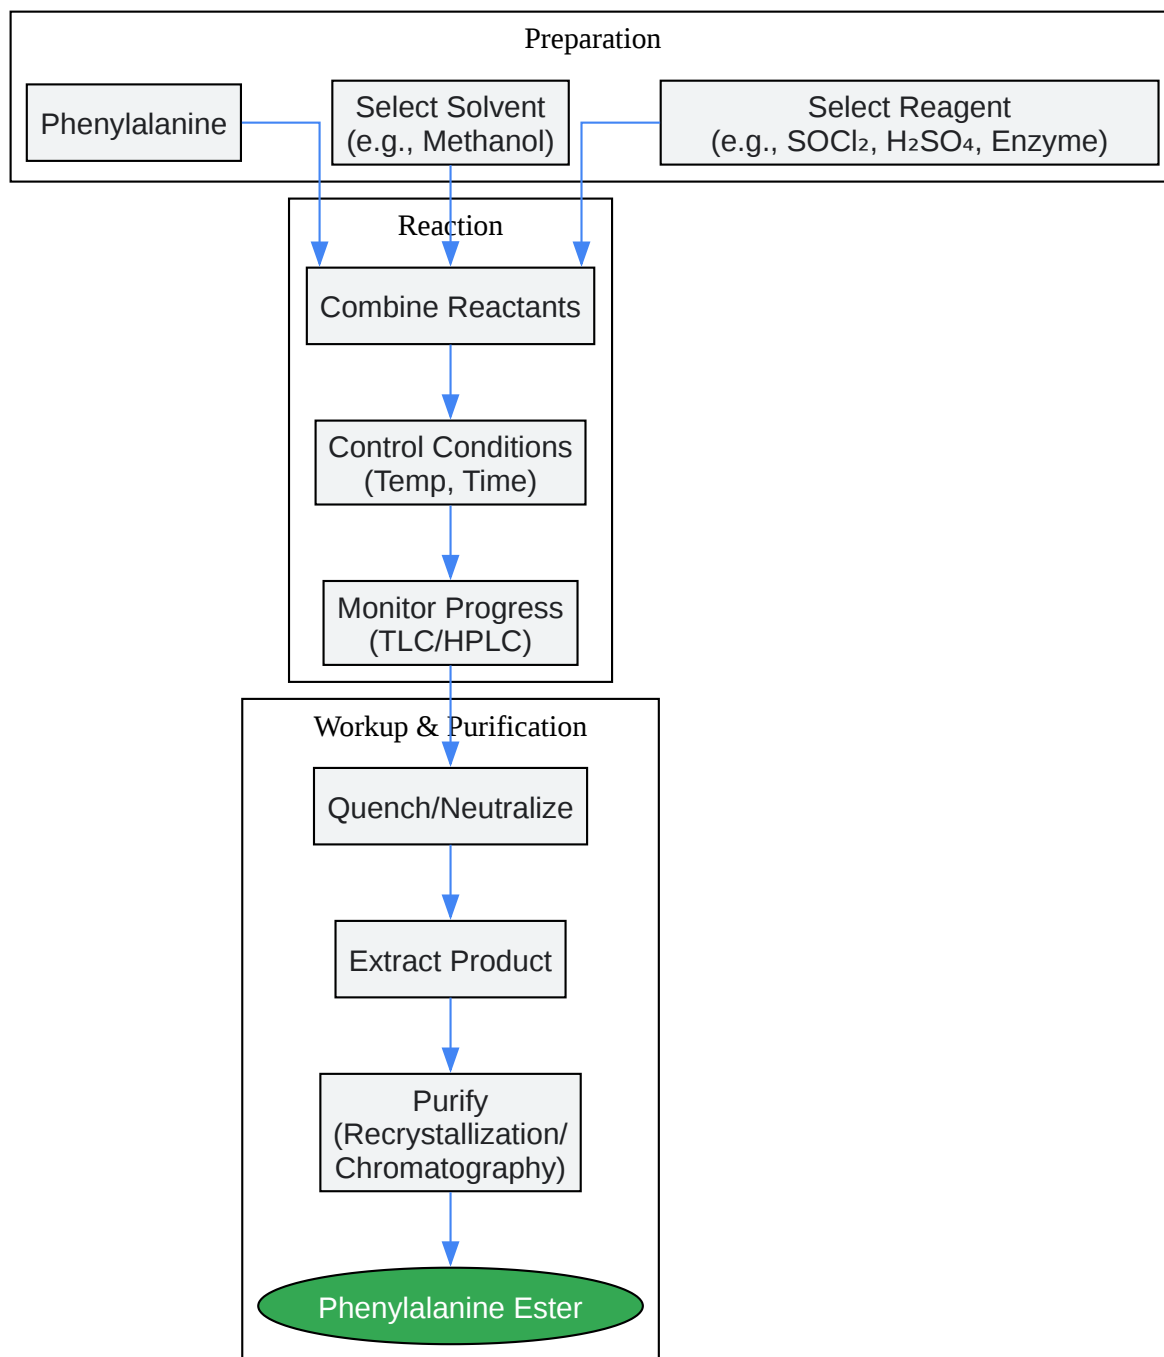 Preparation
Phenylalanine
Select Solvent
(e.g., Methanol)
Select Reagent
(e.g., SOCl₂, H₂SO₄, Enzyme)
Reaction
Combine Reactants
Control Conditions
(Temp, Time)
Monitor Progress
(TLC/HPLC)
Workup & Purification
Quench/Neutralize
Extract Product
Purify
(Recrystallization/
Chromatography)
Phenylalanine Ester